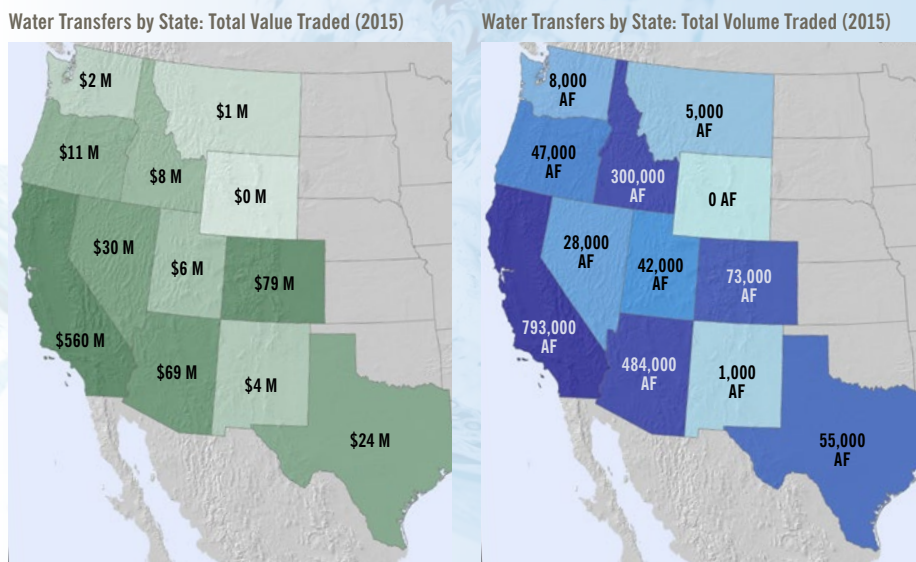 Water Transfers by State: Total Value Traded (2015)
$2 M
$1 M
$11 M
$8 M
$0 M
$30 M
$6 M
$79 M
$560 M
$69 M
$4 M
$24 M
Water Transfers by State: Total Volume Traded (2015)
8,000
AF
5,000
AF
47,000
AF
300,000
AF
0 AF
28,000
AF
42,000
AF
73,000
AF
793,000
AF
484,000
AF
1,000
AF
55,000
AF